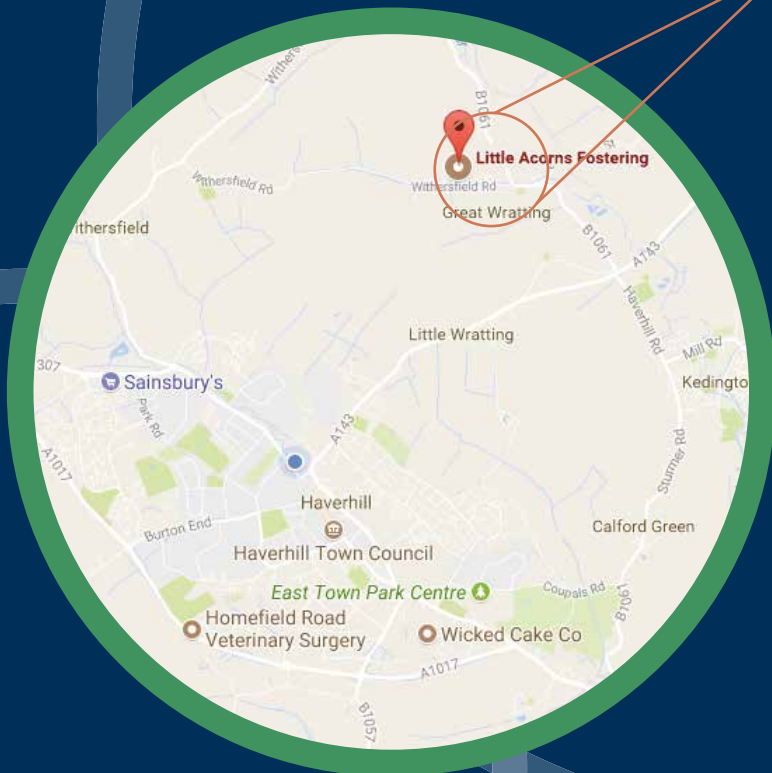 Withersf
B1061
St
Little Acorns Fostering
Withersfield Rd
Withersfield Rd
Great Wratting
ithersfield
B1061
A143
Haverhill Rd
Little Wratting
Mill Rd
307
Sainsbury's
Kedingto
Park Rd
A143
A1017
Sturmer Rd
Haverhill
Burton End
Calford Green
Haverhill Town Council
East Town Park Centre
Coupals Rd
B1061
Homefield Road
Veterinary Surgery
Wicked Cake Co
A1017
B1057